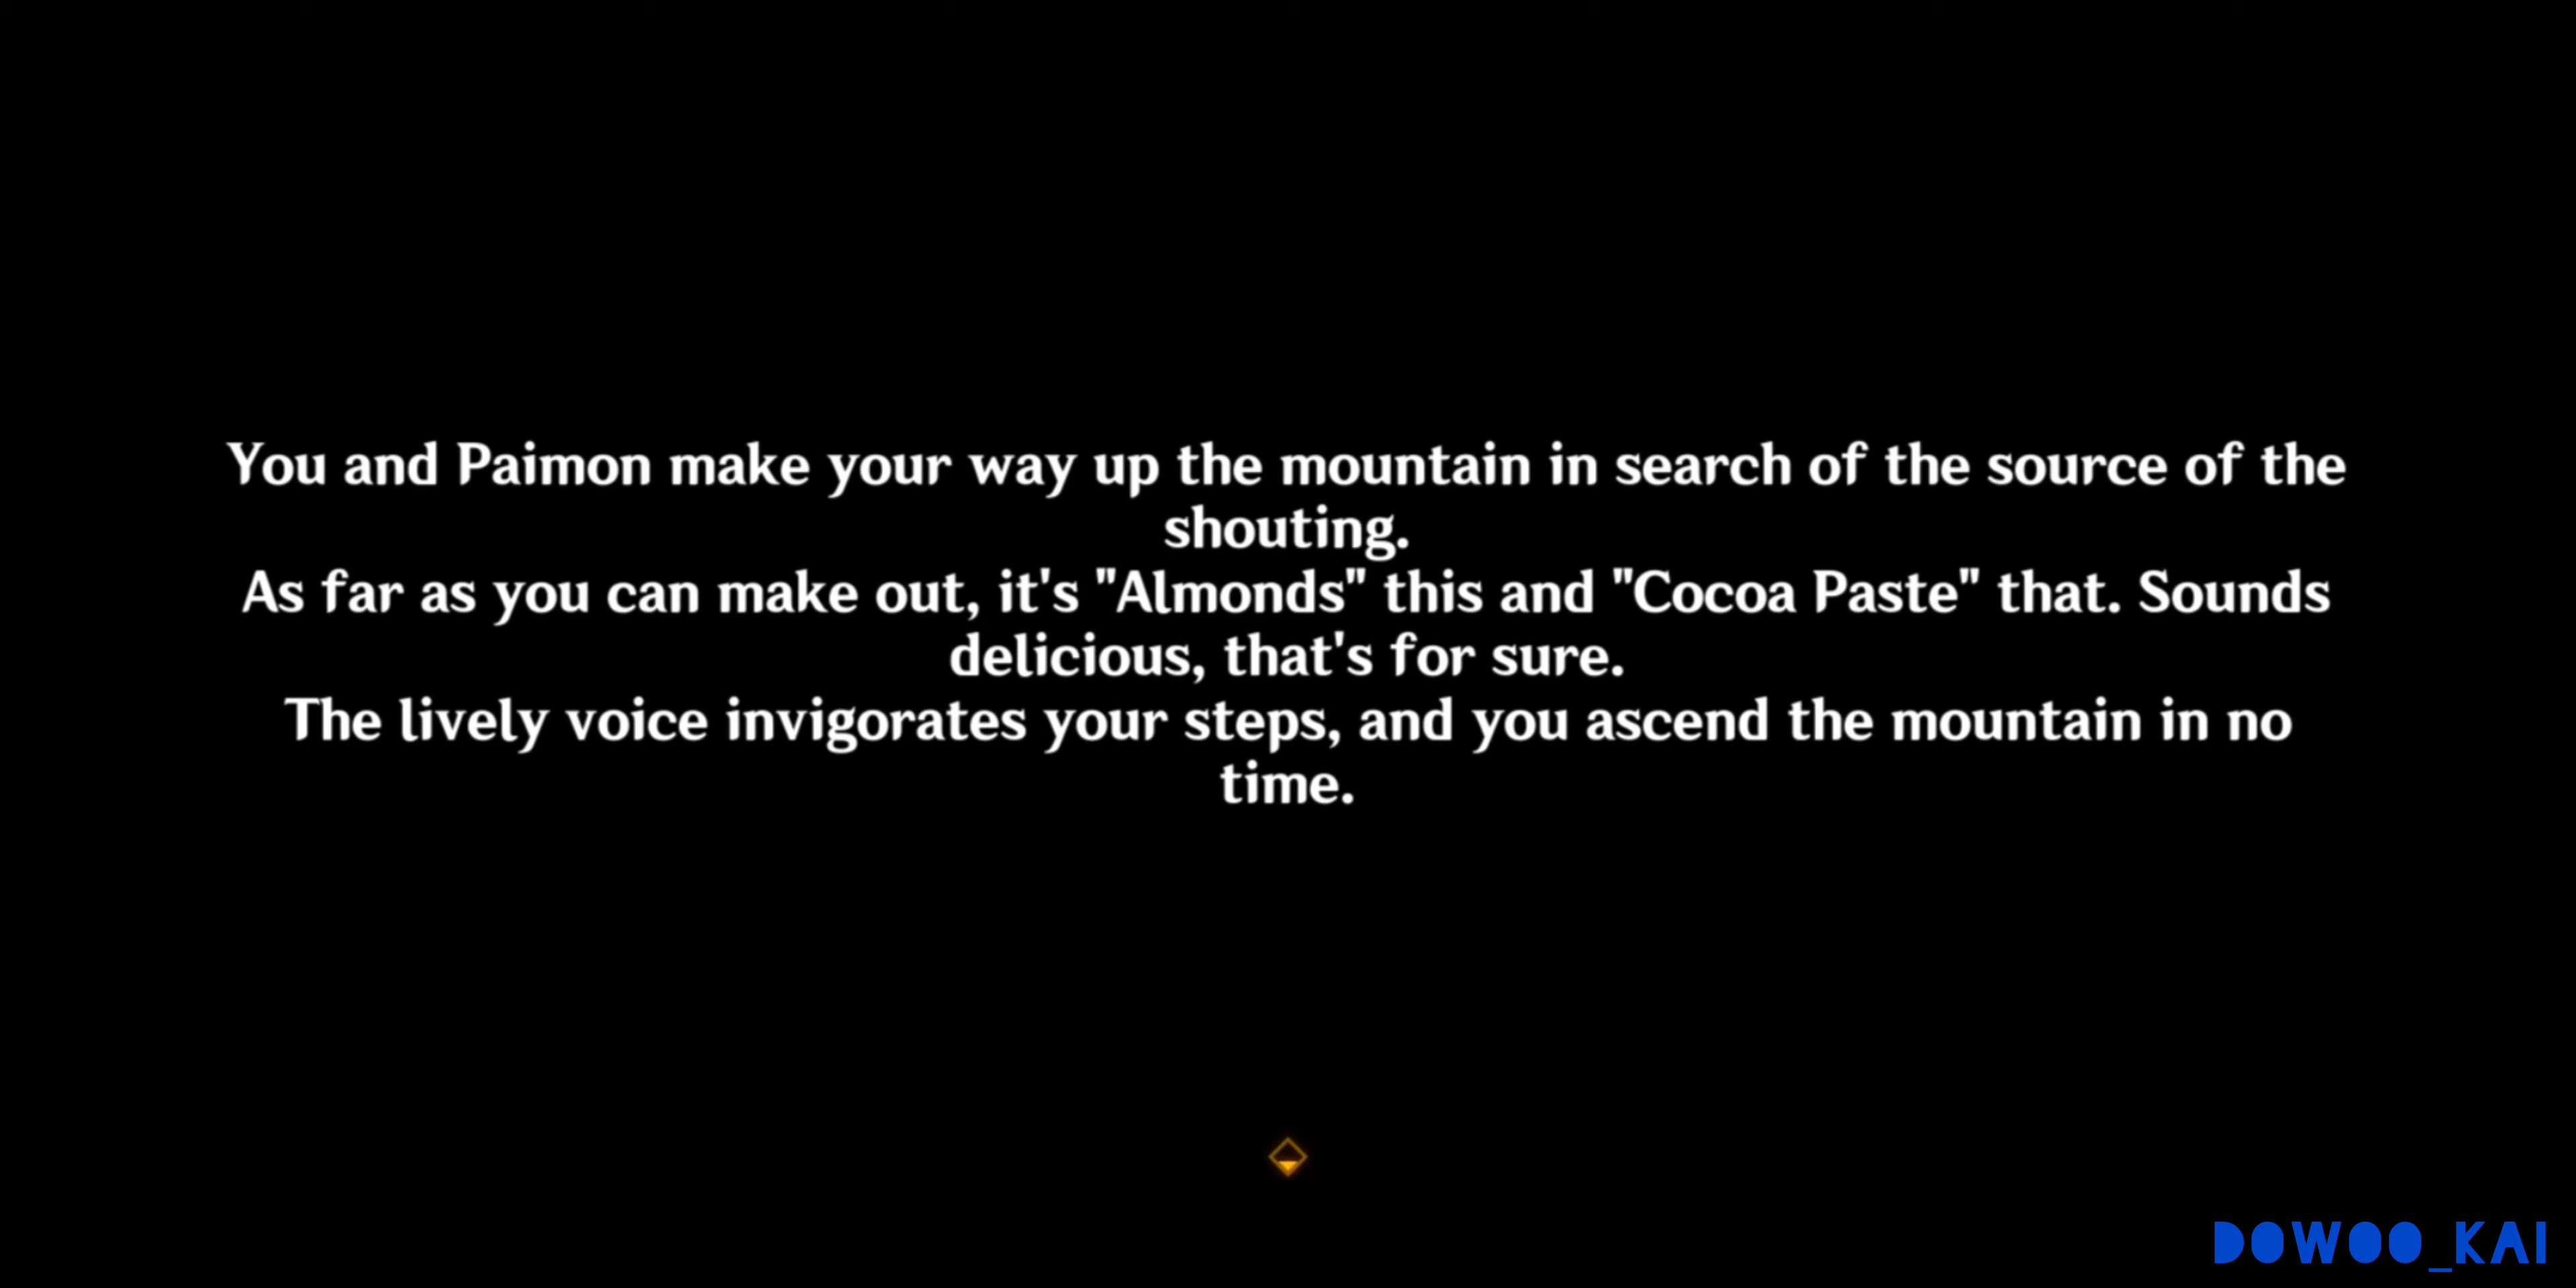 You and Paimon make your way up the mountain in search of the source of the
shouting.
As far as you can make out, it's "Almonds" this and "Cocoa Paste" that. Sounds
delicious, that's for sure.
The lively voice invigorates your steps, and you ascend the mountain in no
time.
DOWOO_KAI